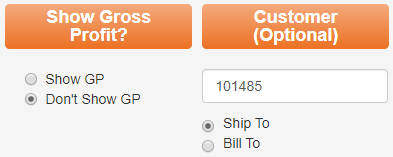 Show Gross
Profit?
Show GP
Don't Show GP
Customer
(Optional)
101485
Ship To
Bill To